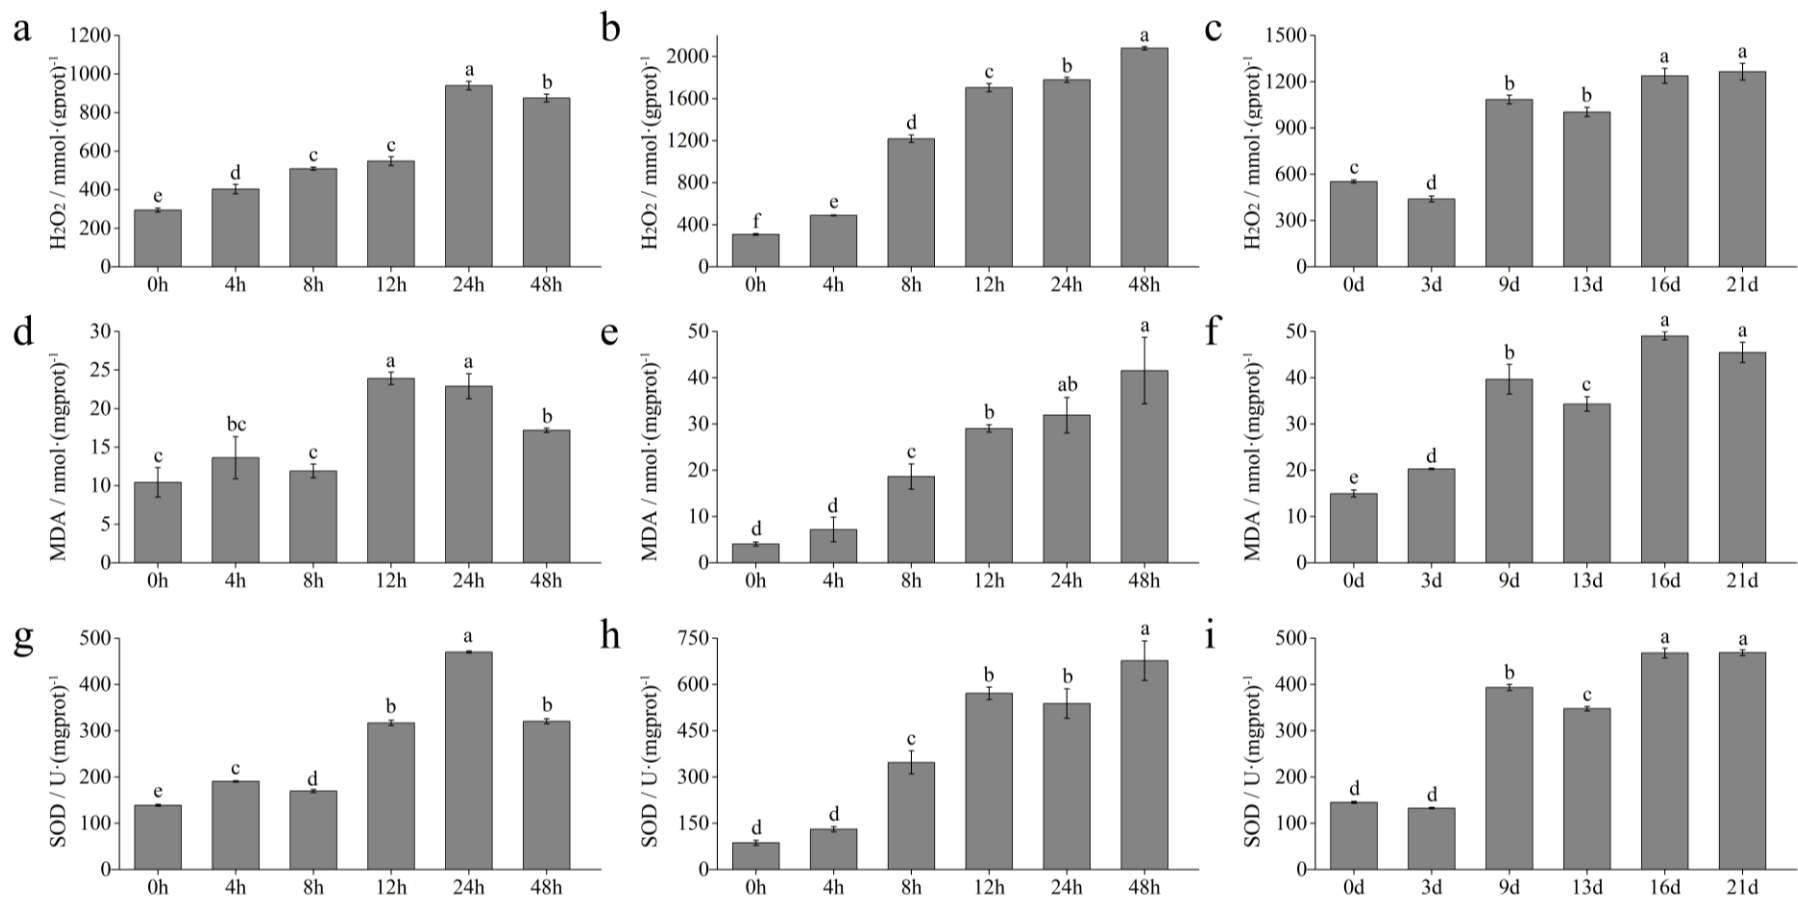 a
H₂O₂ / mmol·(gprot)⁻¹
1200
1000
800
600
400
200
0
e
d
c
c
a
b
0h 4h 8h 12h 24h 48h
b
H₂O₂ / mmol·(gprot)⁻¹
2000
1600
1200
800
400
0
f
e
d
c
b
a
0h 4h 8h 12h 24h 48h
c
H₂O₂ / mmol·(gprot)⁻¹
1500
1200
900
600
300
0
c
d
b
b
a
a
0d 3d 9d 13d 16d 21d
d
MDA / nmol·(mgprot)⁻¹
30
25
20
15
10
5
0
c
bc
c
a
a
b
0h 4h 8h 12h 24h 48h
e
MDA / nmol·(mgprot)⁻¹
50
40
30
20
10
0
d
d
c
b
ab
a
0h 4h 8h 12h 24h 48h
f
MDA / nmol·(mgprot)⁻¹
50
40
30
20
10
0
e
d
b
c
a
a
0d 3d 9d 13d 16d 21d
g
SOD / U·(mgprot)⁻¹
500
400
300
200
100
0
e
c
d
b
a
b
0h 4h 8h 12h 24h 48h
h
SOD / U·(mgprot)⁻¹
750
600
450
300
150
0
d
d
c
b
b
a
0h 4h 8h 12h 24h 48h
i
SOD / U·(mgprot)⁻¹
500
400
300
200
100
0
d
d
b
c
a
a
0d 3d 9d 13d 16d 21d